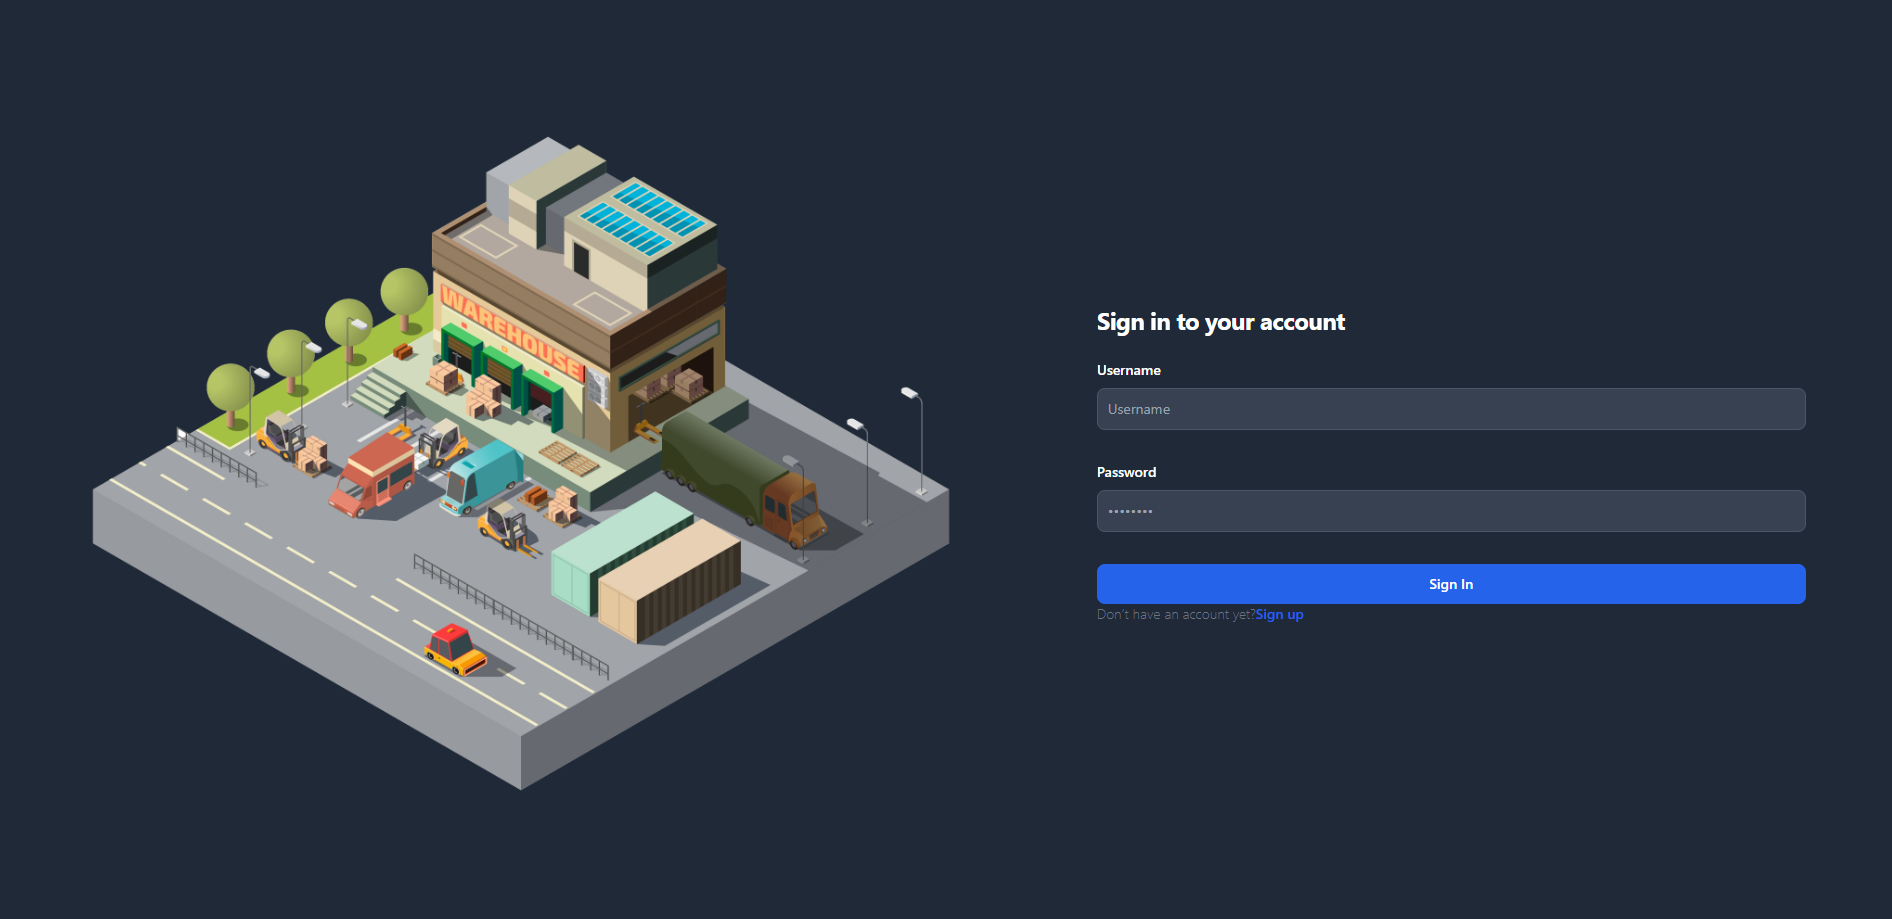 WAREHOUSE
Sign in to your account
Username
Username
Password
••••••••
Sign In
Don't have an account yet?Sign up